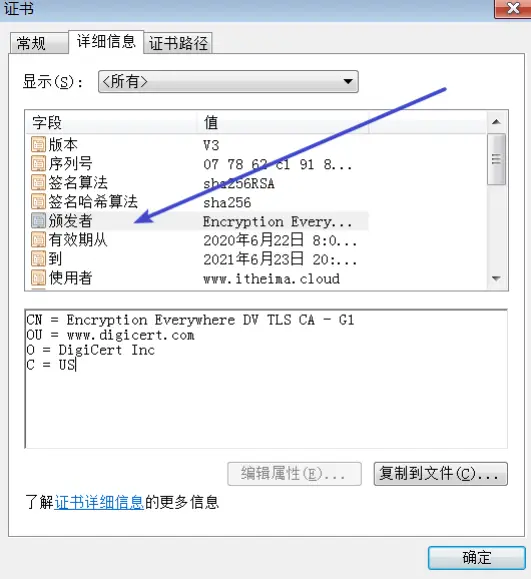 证书
常规 详细信息 证书路径
显示(S): <所有>
字段 值
版本 V3
序列号 07 78 62 c1 91 8...
签名算法 sha256RSA
签名哈希算法 sha256
颁发者 Encryption Every...
有效期从 2020年6月22日 8:0...
到 2021年6月23日 20:...
使用者 www.itheima.cloud
CN = Encryption Everywhere DV TLS CA - G1
OU = www.digicert.com
O = DigiCert Inc
C = US
编辑属性(E)... 复制到文件(C)...
了解证书详细信息的更多信息
确定